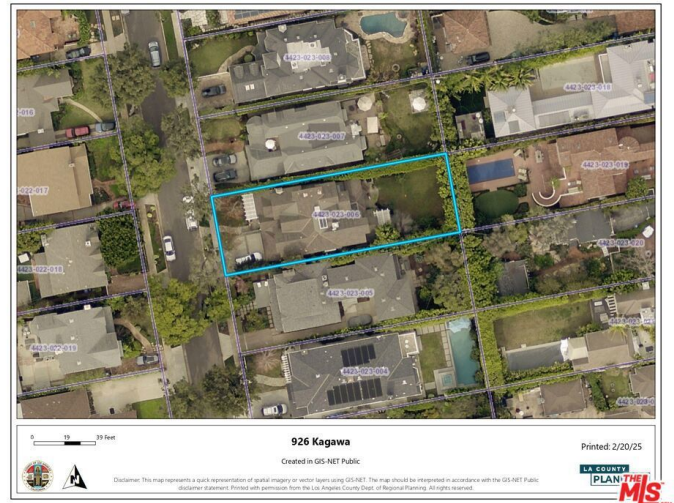 4423-023-008
4423-023-018
-016
4423-023-007
4423-023-019
-022-017
4423-023-006
4423-023-020
4423-022-018
4423-023-005
4423-022-019
4423-023-004
0 19 39 Feet
926 Kagawa
Created in GIS-NET Public
Printed: 2/20/25
Disclaimer: This map represents a quick representation of spatial imagery or vector layers using GIS-NET. The map should be interpreted in accordance with the GIS-NET Public
disclaimer statement. Printed with permission from the Los Angeles County Dept. of Regional Planning. All rights reserved.
N
LA COUNTY
PLAN
THE
MLS